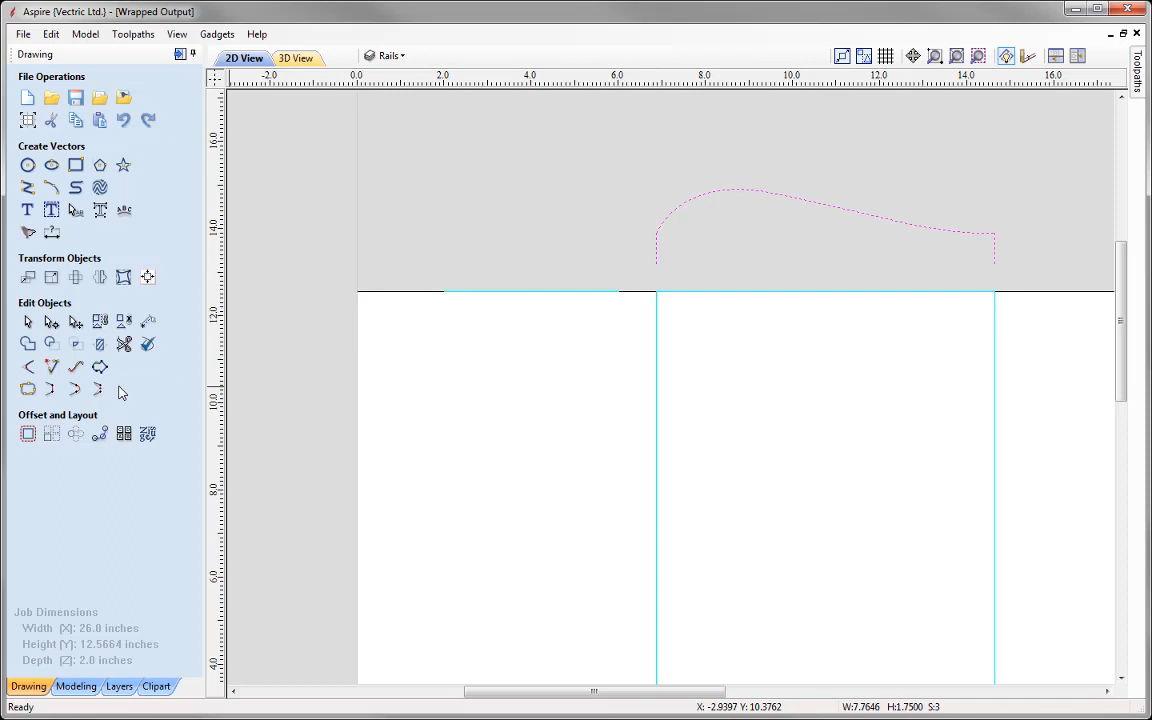 Aspire {Vectric Ltd.} - [Wrapped Output]
File Edit Model Toolpaths View Gadgets Help
Drawing
2D View 3D View Rails
Toolpaths
File Operations
Create Vectors
Transform Objects
Edit Objects
Offset and Layout
-2.0 0.0 2.0 4.0 6.0 8.0 10.0 12.0 14.0 16.0
16.0
14.0
12.0
10.0
8.0
6.0
4.0
Job Dimensions
Width [X]: 26.0 inches
Height [Y]: 12.5664 inches
Depth [Z]: 2.0 inches
Drawing Modeling Layers Clipart
Ready X: -2.9397 Y: 10.3762 W:7.7646 H:1.7500 S:3